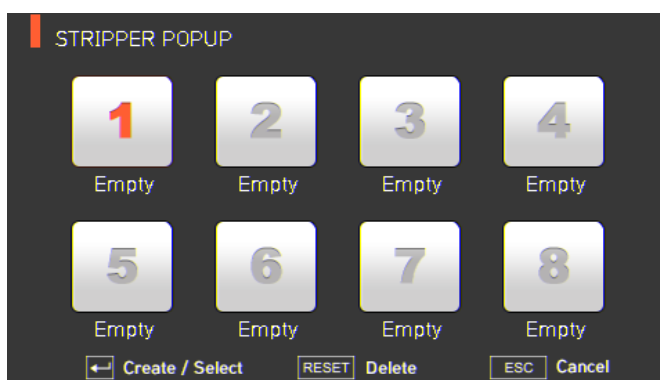 STRIPPER POPUP
1 2 3 4
Empty Empty Empty Empty
5 6 7 8
Empty Empty Empty Empty
Create / Select RESET Delete ESC Cancel